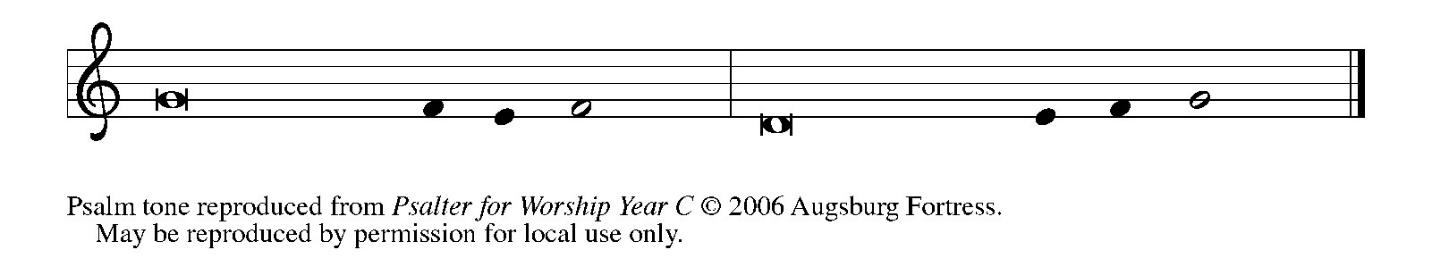 Psalm tone reproduced from Psalter for Worship Year C © 2006 Augsburg Fortress.
May be reproduced by permission for local use only.